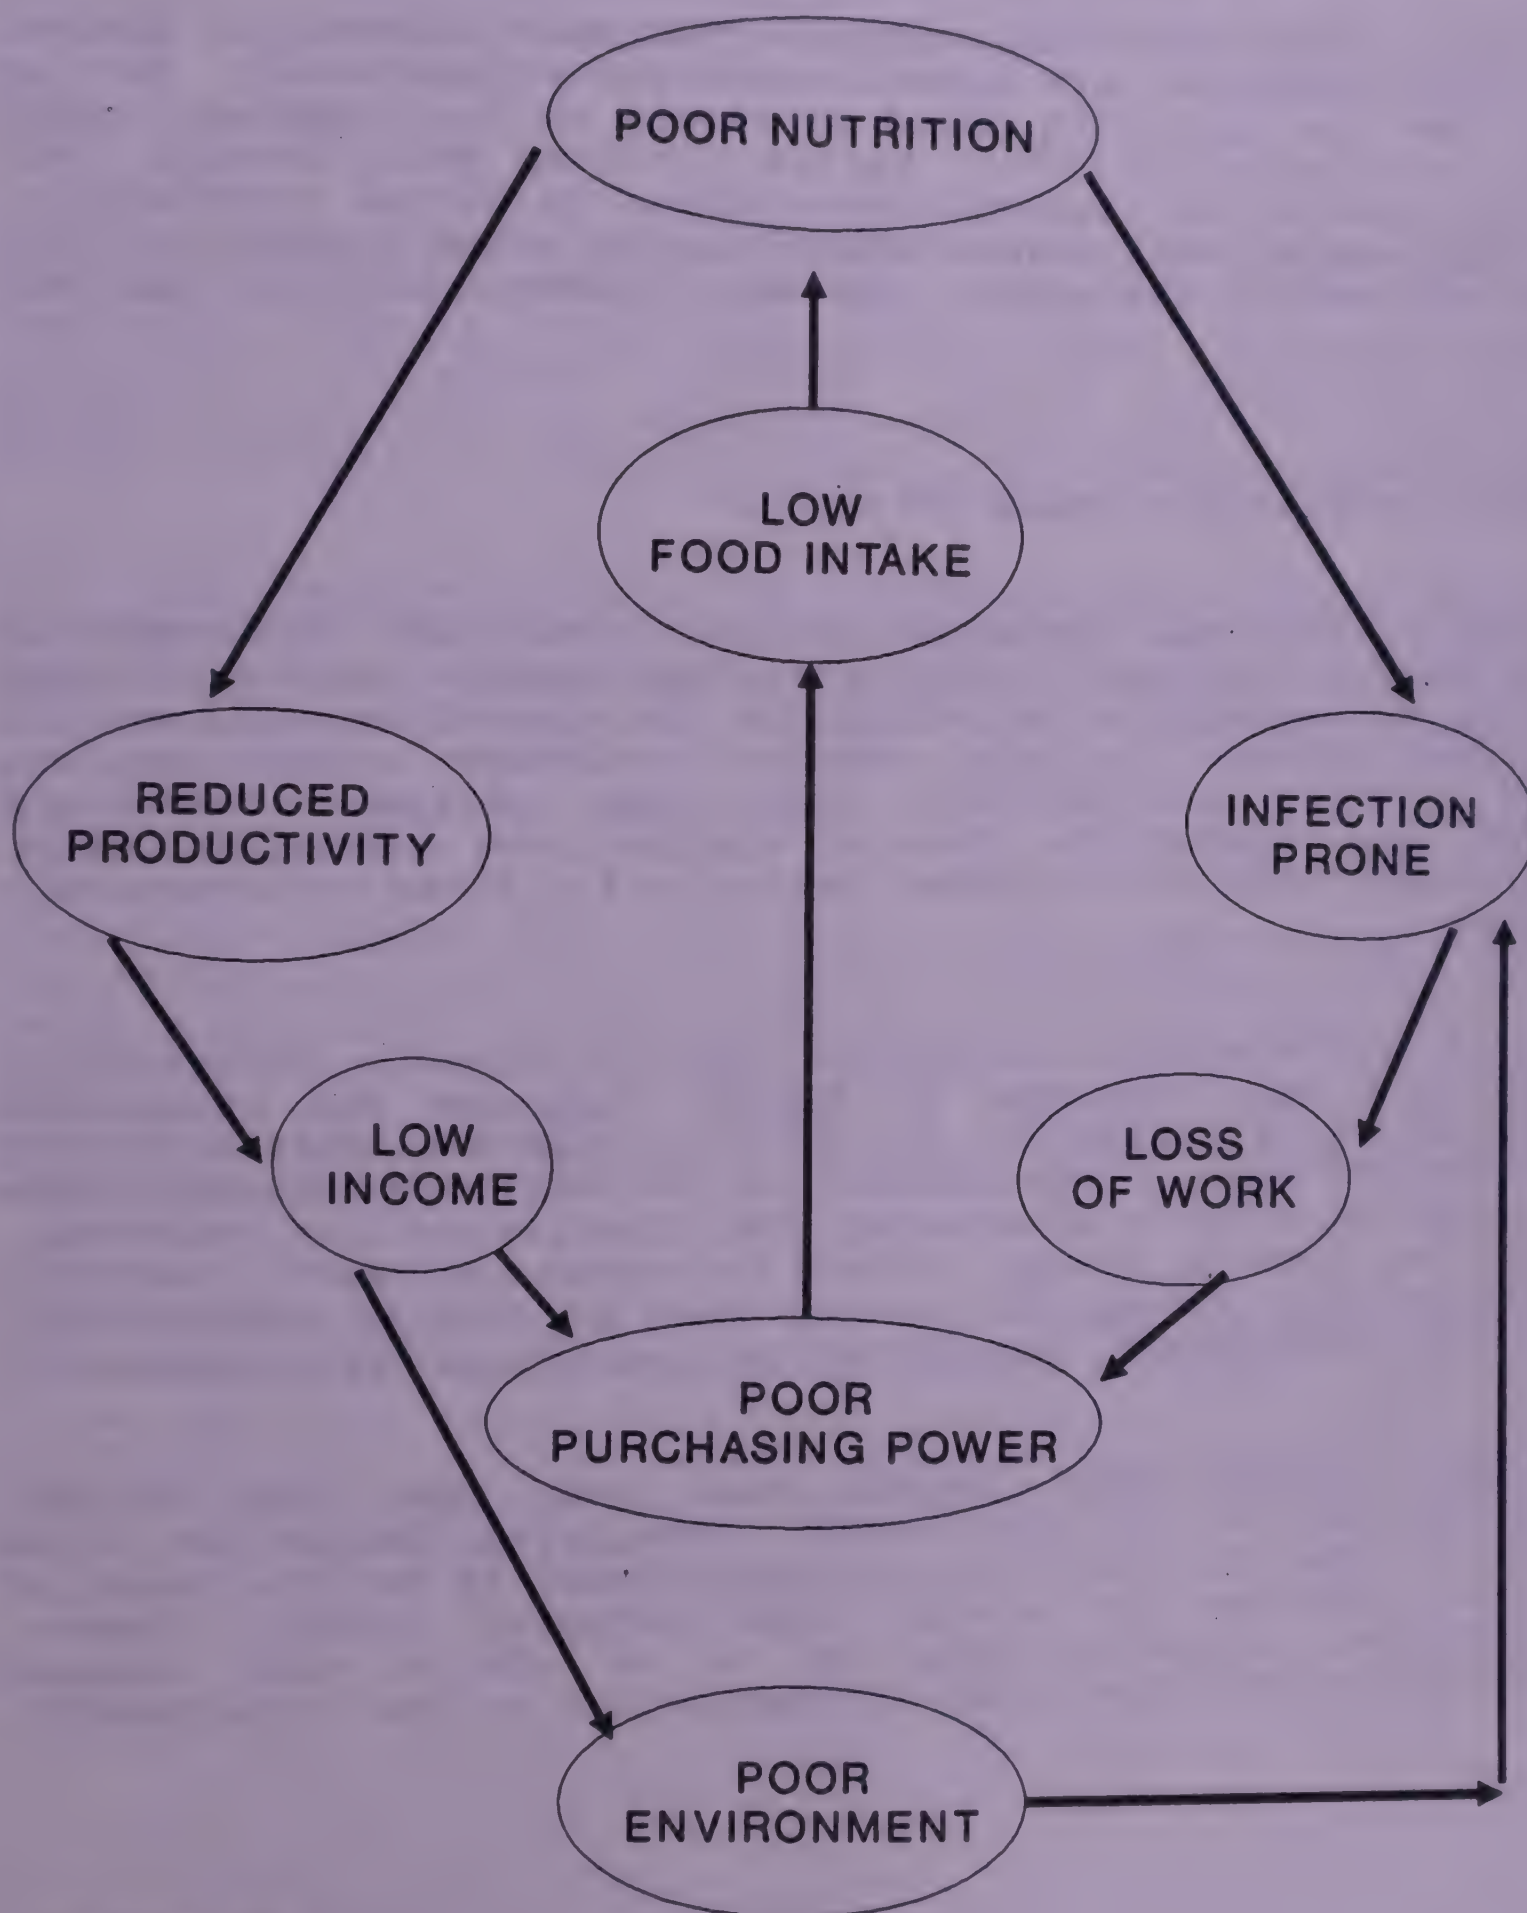 POOR NUTRITION
LOW
FOOD INTAKE
REDUCED
PRODUCTIVITY
INFECTION
PRONE
LOW
INCOME
LOSS
OF WORK
POOR
PURCHASING POWER
POOR
ENVIRONMENT